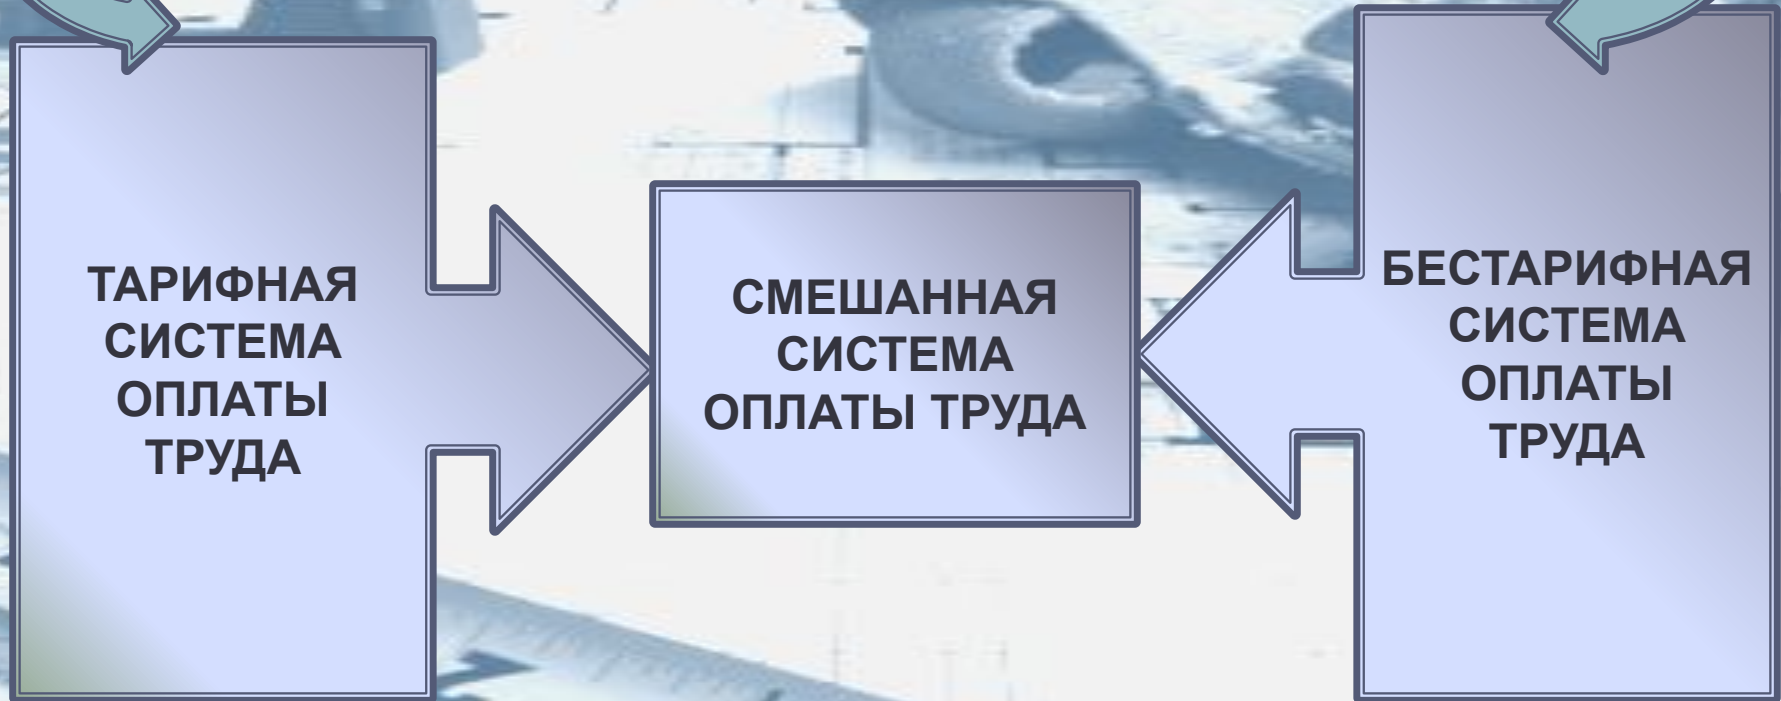 ТАРИФНАЯ
СИСТЕМА
ОПЛАТЫ
ТРУДА
СМЕШАННАЯ
СИСТЕМА
ОПЛАТЫ ТРУДА
БЕСТАРИФНАЯ
СИСТЕМА
ОПЛАТЫ
ТРУДА